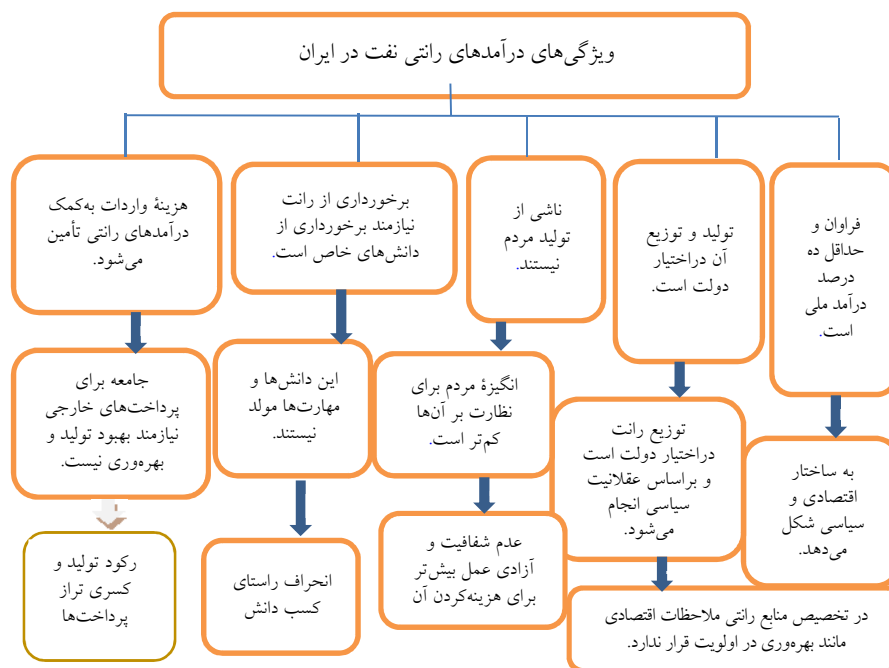 ویژگی‌های درآمدهای رانتی نفت در ایران
فراوان و
حداقل ده
درصد
درآمد ملی
است.
به ساختار
اقتصادی و
سیاسی شکل
می‌دهد.
تولید و توزیع
آن دراختیار
دولت است.
توزیع رانت
دراختیار دولت است
و براساس عقلانیت
سیاسی انجام
می‌شود.
در تخصیص منابع رانتی ملاحظات اقتصادی
مانند بهره‌وری در اولویت قرار ندارد.
ناشی از
تولید مردم
نیستند.
انگیزۀ مردم برای
نظارت بر آن‌ها
کم‌تر است.
عدم شفافیت و
آزادی عمل بیش‌تر
برای هزینه‌کردن آن
برخورداری از رانت
نیازمند برخورداری از
دانش‌های خاص است.
این دانش‌ها و
مهارت‌ها مولد
نیستند.
انحراف راستای
کسب دانش
هزینۀ واردات به‌کمک
درآمدهای رانتی تأمین
می‌شود.
جامعه برای
پرداخت‌های خارجی
نیازمند بهبود تولید و
بهره‌وری نیست.
رکود تولید و
کسری تراز
پرداخت‌ها